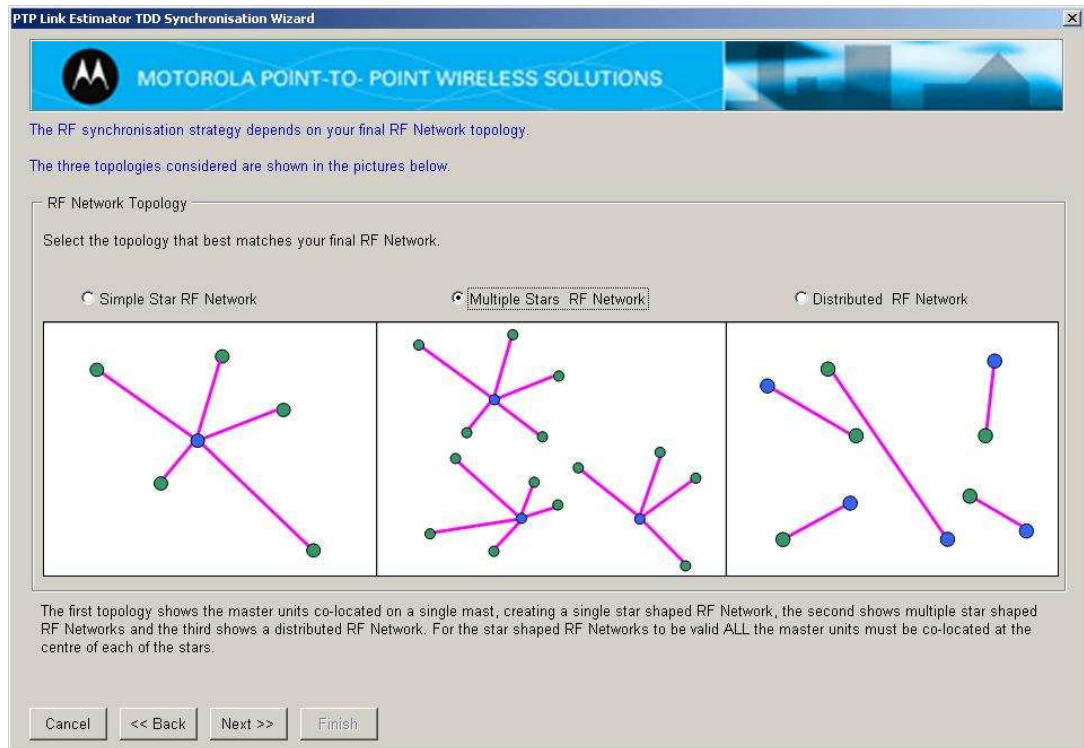 PTP Link Estimator TDD Synchronisation Wizard
MOTOROLA POINT-TO- POINT WIRELESS SOLUTIONS
The RF synchronisation strategy depends on your final RF Network topology.
The three topologies considered are shown in the pictures below.
RF Network Topology
Select the topology that best matches your final RF Network.
Simple Star RF Network
Multiple Stars RF Network
Distributed RF Network
The first topology shows the master units co-located on a single mast, creating a single star shaped RF Network, the second shows multiple star shaped
RF Networks and the third shows a distributed RF Network. For the star shaped RF Networks to be valid ALL the master units must be co-located at the
centre of each of the stars.
Cancel
<< Back
Next >>
Finish